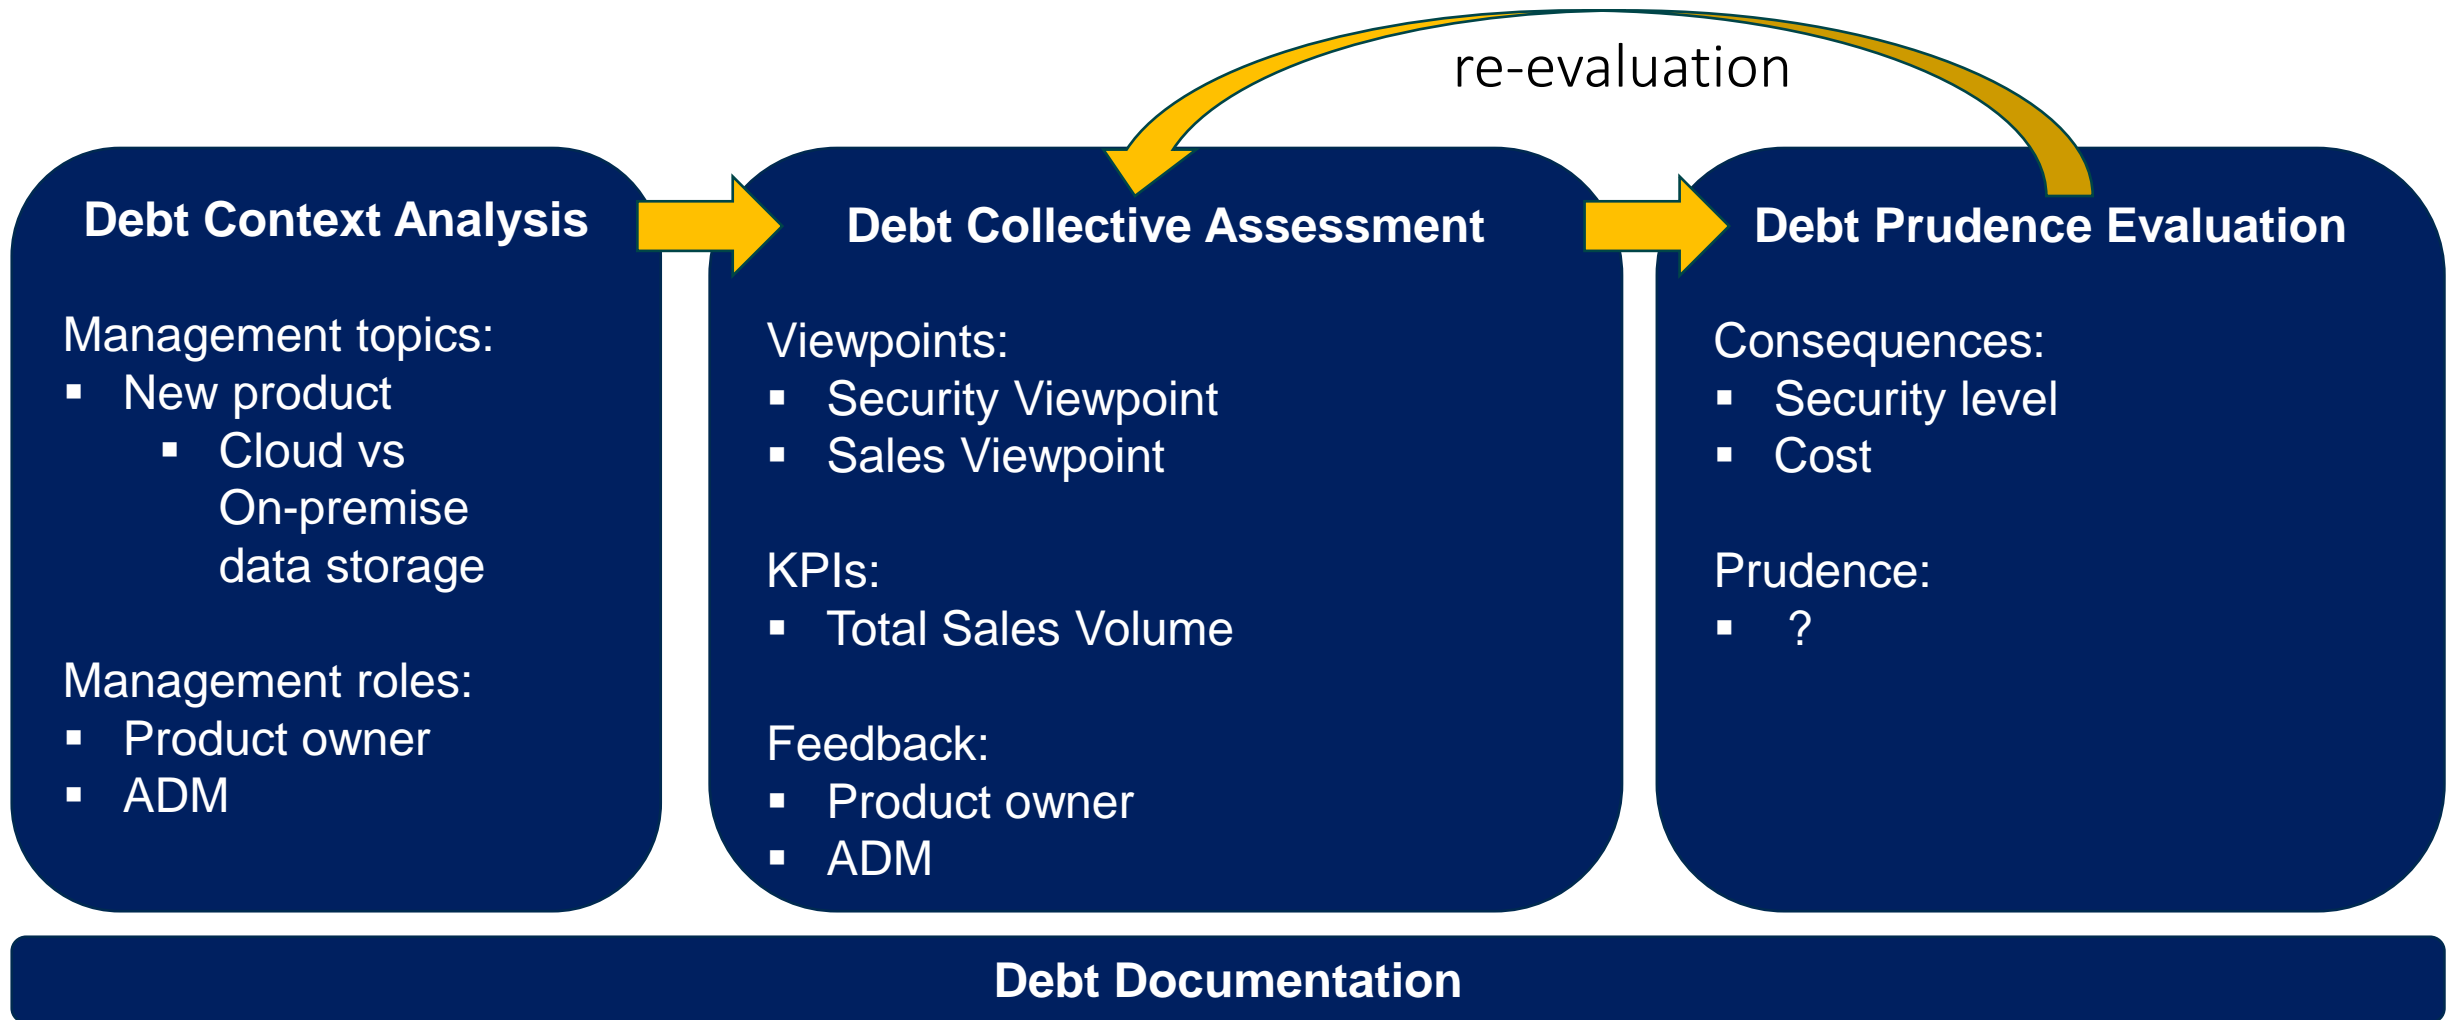 re-evaluation
Debt Context Analysis
Management topics:
▪ New product
▪ Cloud vs
On-premise
data storage
Management roles:
▪ Product owner
▪ ADM
Debt Collective Assessment
Viewpoints:
▪ Security Viewpoint
▪ Sales Viewpoint
KPIs:
▪ Total Sales Volume
Feedback:
▪ Product owner
▪ ADM
Debt Prudence Evaluation
Consequences:
▪ Security level
▪ Cost
Prudence:
▪ ?
Debt Documentation